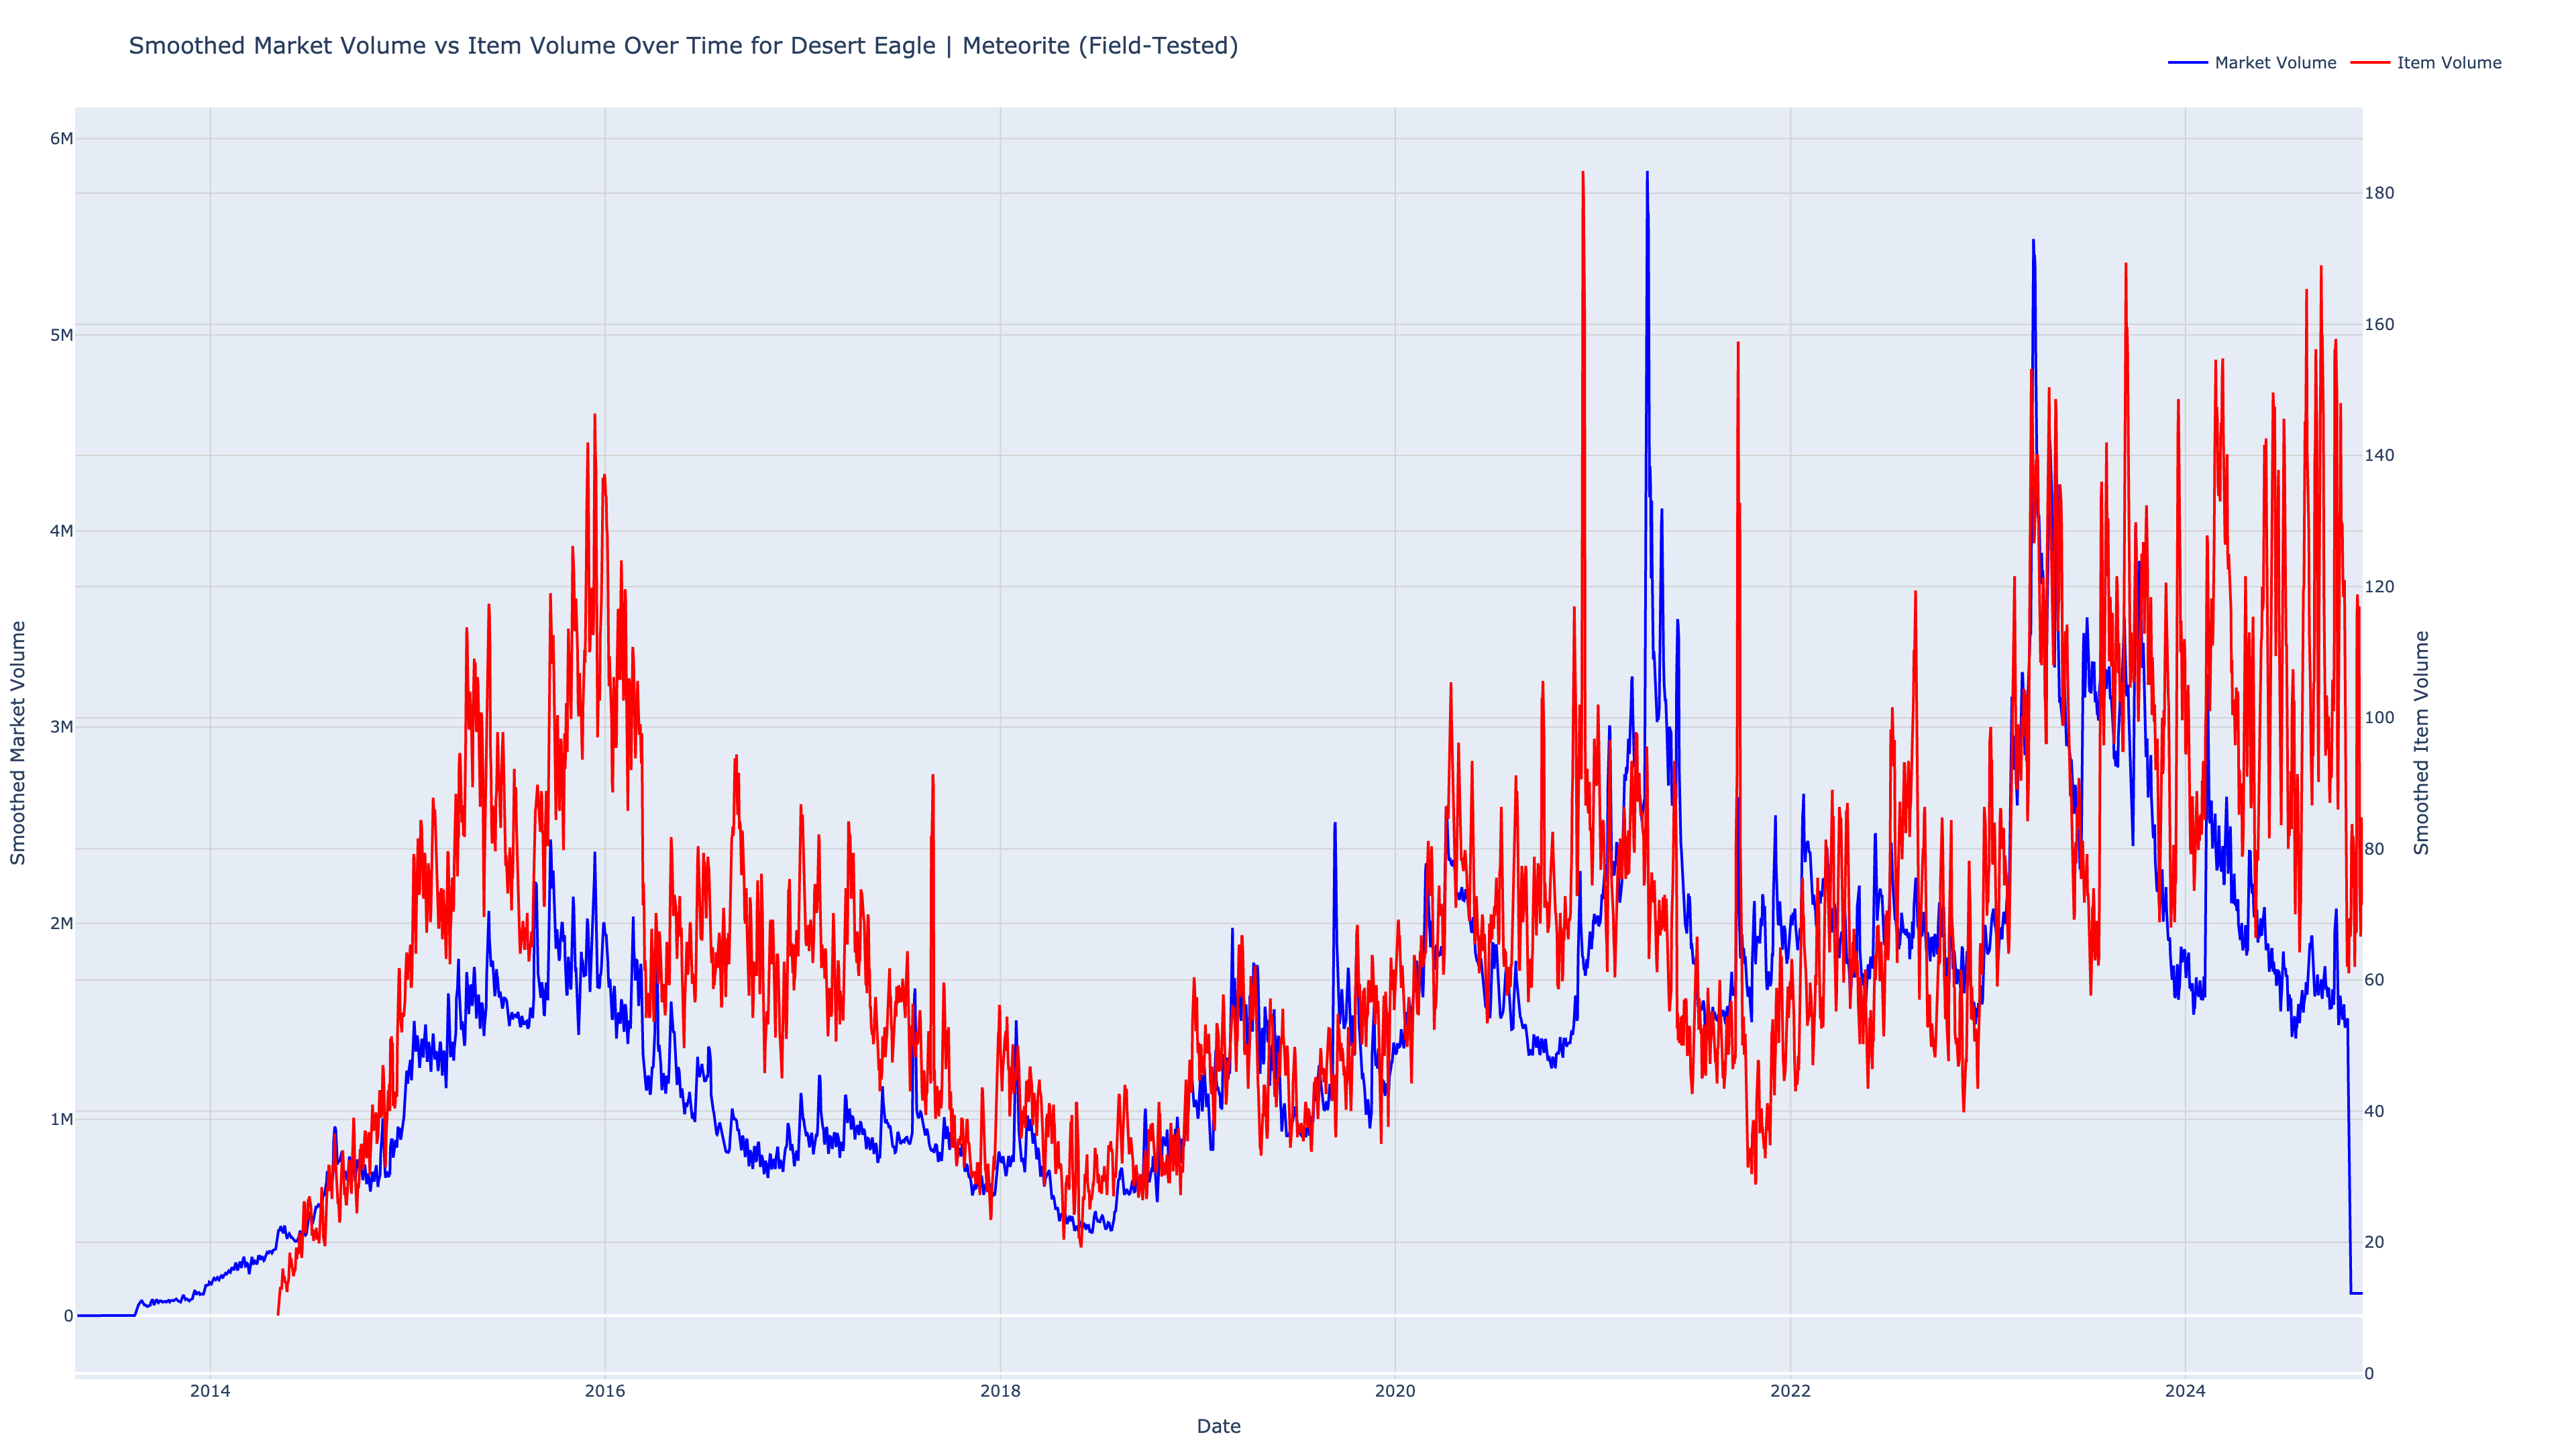 Smoothed Market Volume vs Item Volume Over Time for Desert Eagle | Meteorite (Field-Tested)
Market Volume
Item Volume
6M
5M
4M
3M
2M
1M
0
Smoothed Market Volume
180
160
140
120
100
80
60
40
20
0
Smoothed Item Volume
2014
2016
2018
2020
2022
2024
Date